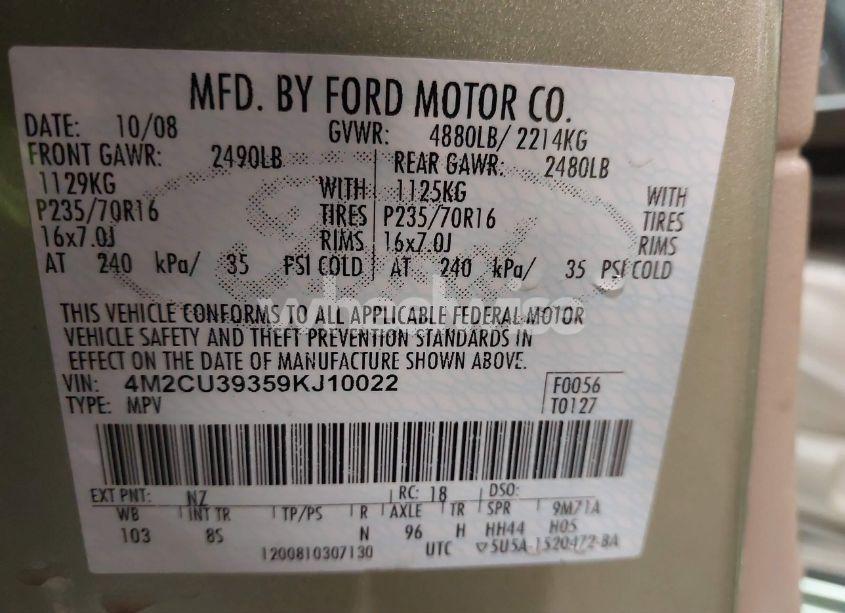 MFD. BY FORD MOTOR CO.
DATE: 10/08 GVWR: 4880LB/ 2214KG
FRONT GAWR: 2490LB REAR GAWR: 2480LB
1129KG WITH 1125KG WITH
P235/70R16 TIRES P235/70R16 TIRES
16x7.0J RIMS 16x7.0J RIMS
AT 240 kPa/ 35 PSI COLD AT 240 kPa/ 35 PSI COLD
THIS VEHICLE CONFORMS TO ALL APPLICABLE FEDERAL MOTOR
VEHICLE SAFETY AND THEFT PREVENTION STANDARDS IN
EFFECT ON THE DATE OF MANUFACTURE SHOWN ABOVE.
VIN: 4M2CU39359KJ10022 F0056
TYPE: MPV T0127
EXT PNT: NZ RC: 18 DSO:
WB INT TR TP/PS R AXLE TR SPR 9M71A
103 8S N 96 H HH44 H05
1200810307130 UTC 5U5A-1520472-BA